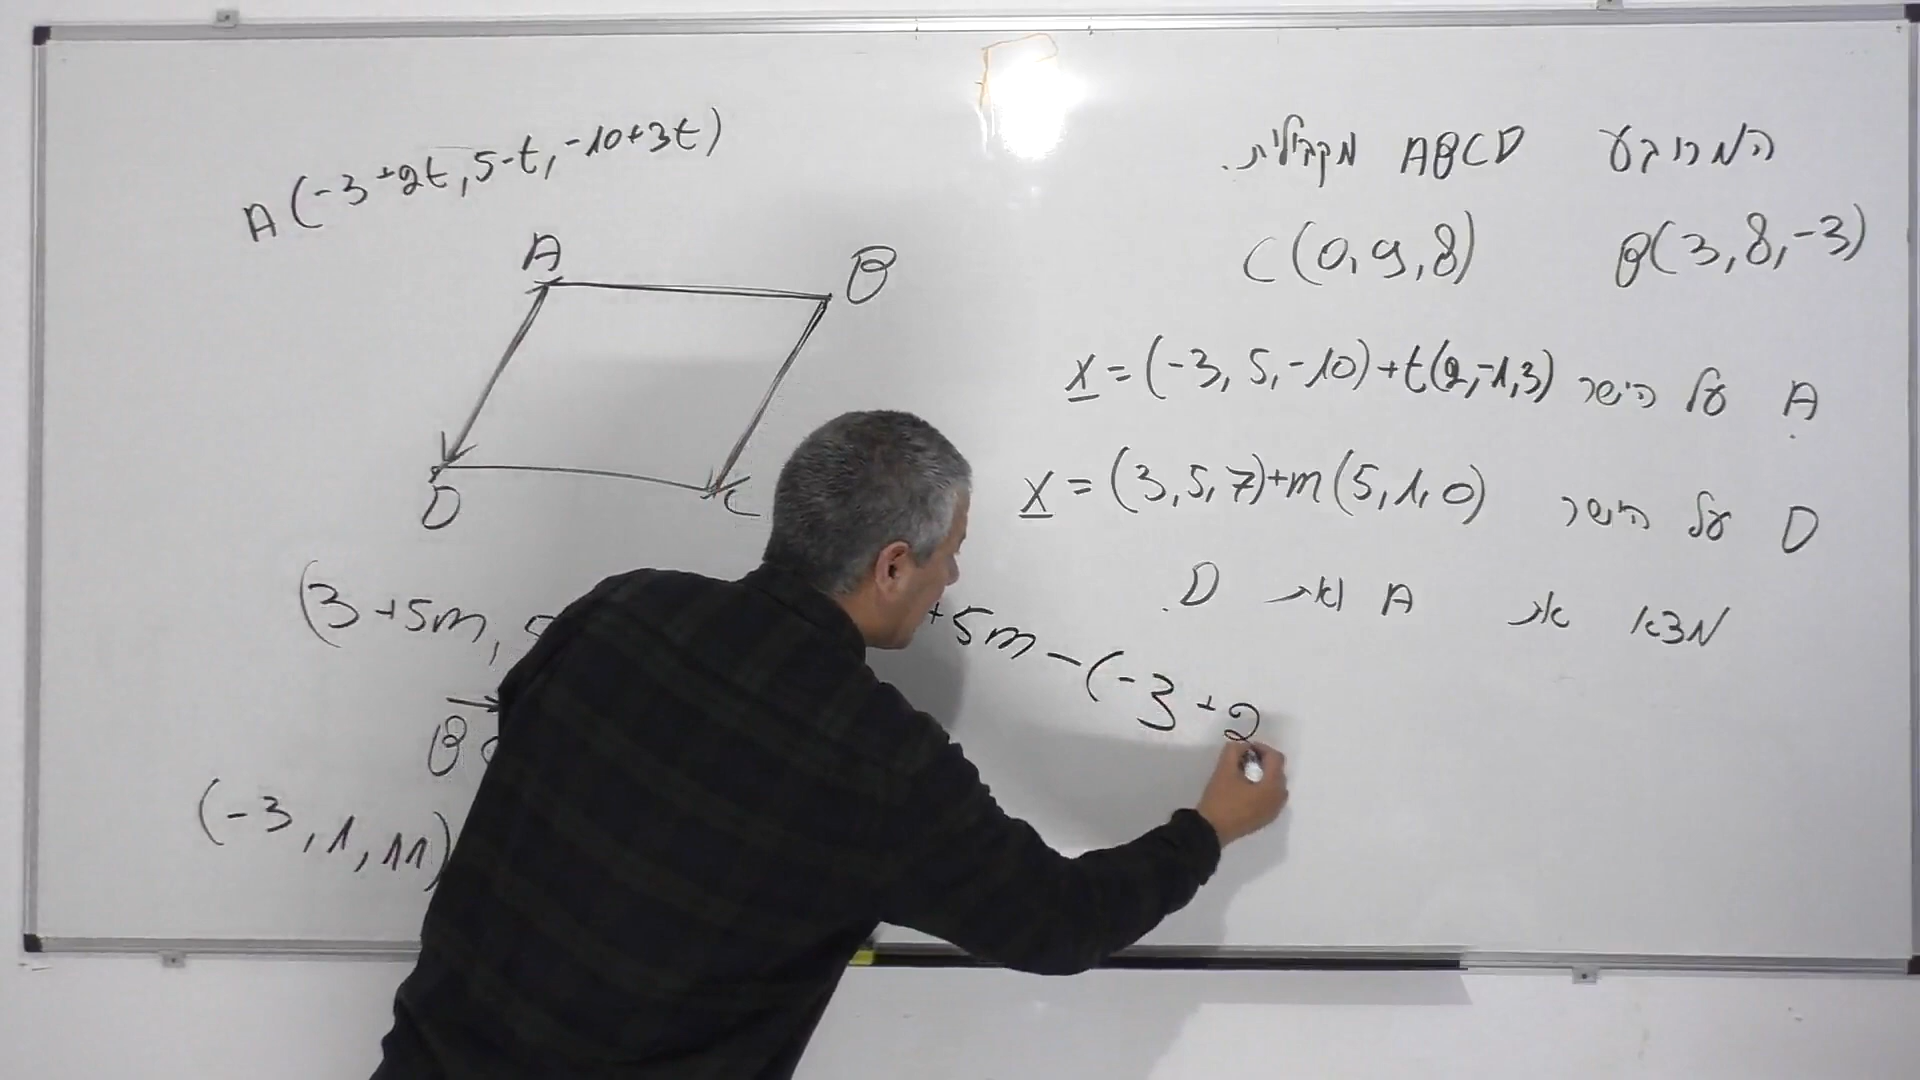 המרובע ABCD מקבילית.
B(3,8,-3) C(0,9,8)
A על הישר x=(-3,5,-10)+t(2,-1,3)
D על הישר x=(3,5,7)+m(5,1,0)
מצא את A ואת D.
A(-3+2t,5-t,-10+3t)
A
B
D
C
(3+5m, 5
+5m-(-3+2
B
(-3,1,11)